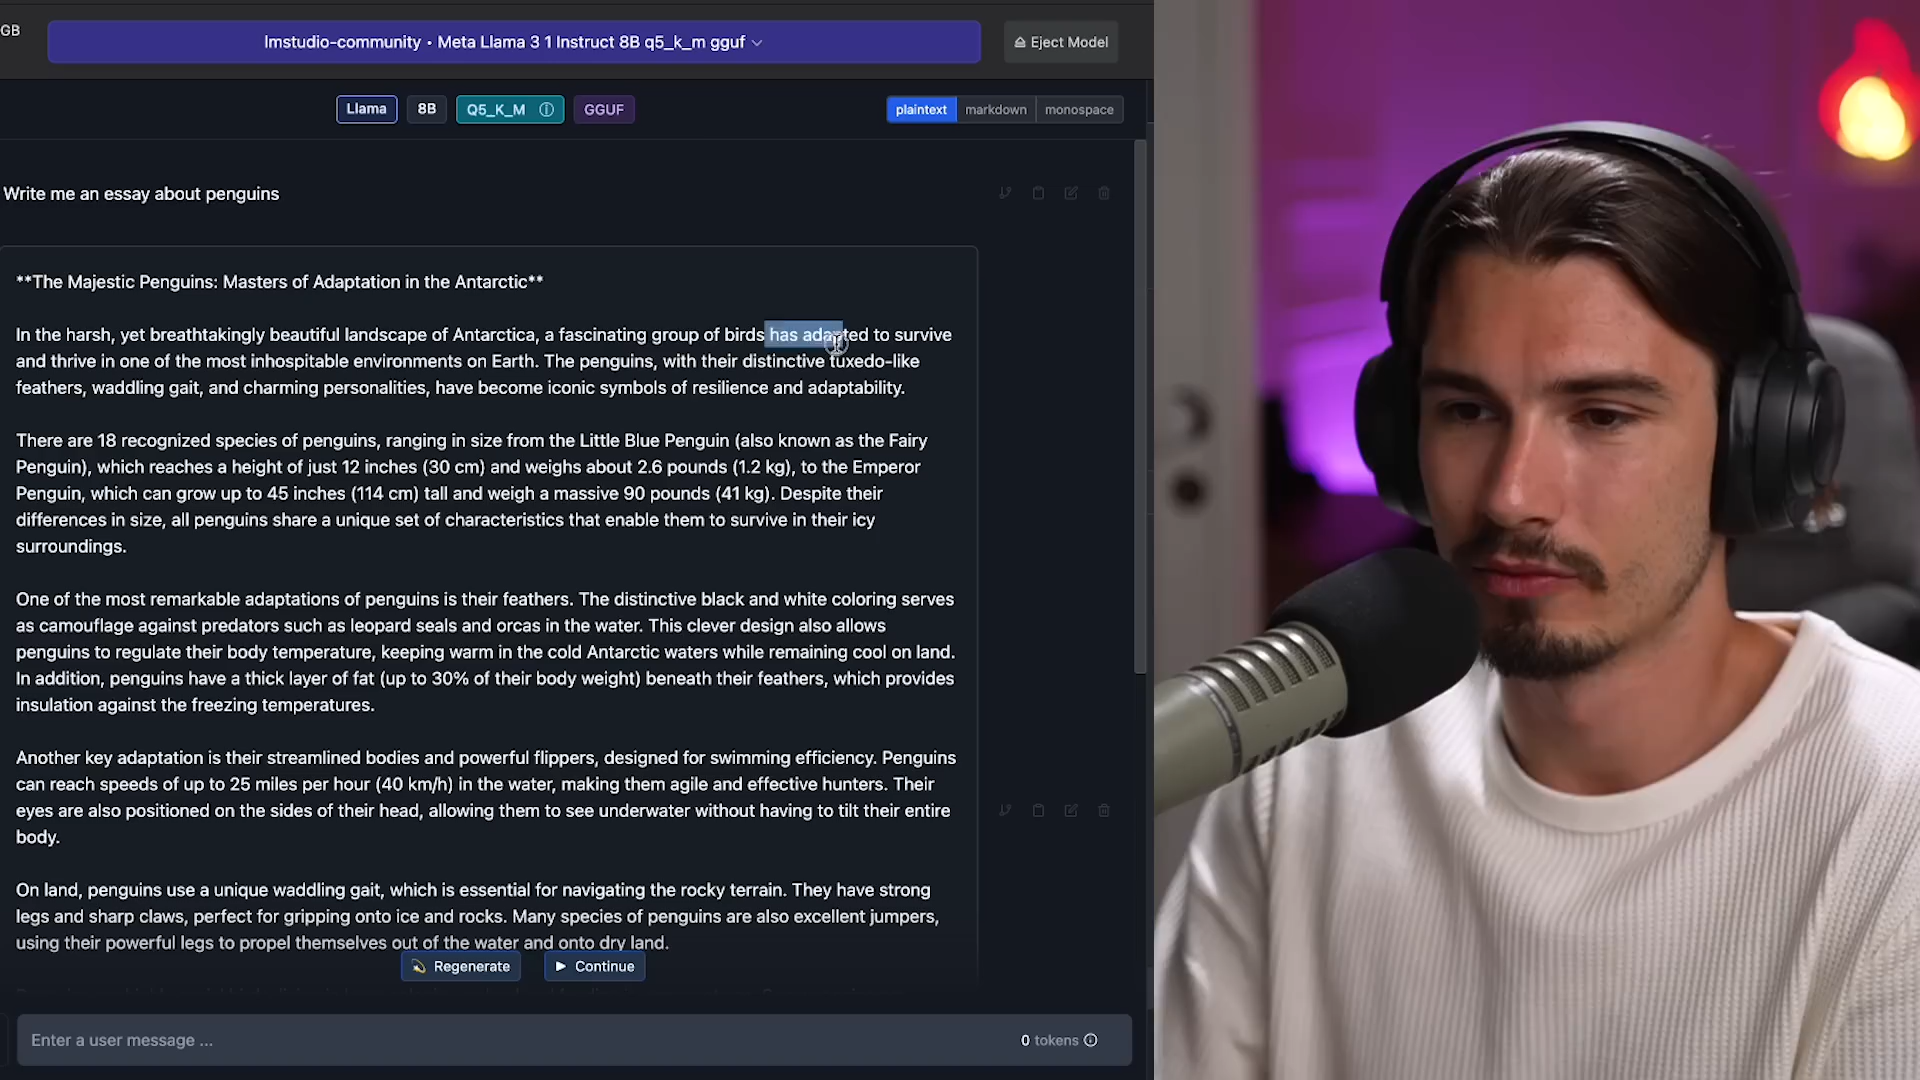 GB
lmstudio-community • Meta Llama 3 1 Instruct 8B q5_k_m gguf
Eject Model
Llama
8B
Q5_K_M
GGUF
plaintext
markdown
monospace
Write me an essay about penguins
**The Majestic Penguins: Masters of Adaptation in the Antarctic**
In the harsh, yet breathtakingly beautiful landscape of Antarctica, a fascinating group of birds has adapted to survive
and thrive in one of the most inhospitable environments on Earth. The penguins, with their distinctive tuxedo-like
feathers, waddling gait, and charming personalities, have become iconic symbols of resilience and adaptability.
There are 18 recognized species of penguins, ranging in size from the Little Blue Penguin (also known as the Fairy
Penguin), which reaches a height of just 12 inches (30 cm) and weighs about 2.6 pounds (1.2 kg), to the Emperor
Penguin, which can grow up to 45 inches (114 cm) tall and weigh a massive 90 pounds (41 kg). Despite their
differences in size, all penguins share a unique set of characteristics that enable them to survive in their icy
surroundings.
One of the most remarkable adaptations of penguins is their feathers. The distinctive black and white coloring serves
as camouflage against predators such as leopard seals and orcas in the water. This clever design also allows
penguins to regulate their body temperature, keeping warm in the cold Antarctic waters while remaining cool on land.
In addition, penguins have a thick layer of fat (up to 30% of their body weight) beneath their feathers, which provides
insulation against the freezing temperatures.
Another key adaptation is their streamlined bodies and powerful flippers, designed for swimming efficiency. Penguins
can reach speeds of up to 25 miles per hour (40 km/h) in the water, making them agile and effective hunters. Their
eyes are also positioned on the sides of their head, allowing them to see underwater without having to tilt their entire
body.
On land, penguins use a unique waddling gait, which is essential for navigating the rocky terrain. They have strong
legs and sharp claws, perfect for gripping onto ice and rocks. Many species of penguins are also excellent jumpers,
using their powerful legs to propel themselves out of the water and onto dry land.
Regenerate
Continue
Enter a user message ...
0 tokens